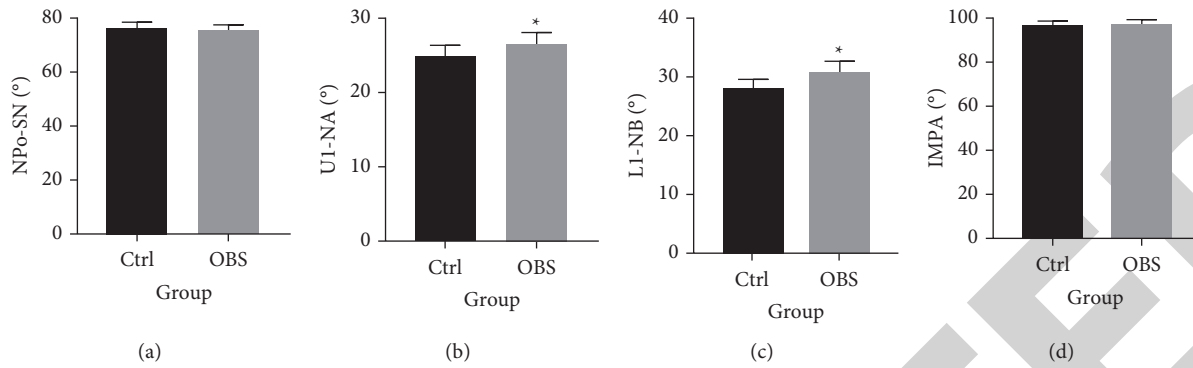 NPo-SN (°)
80
60
40
20
0
Ctrl
OBS
Group
(a)
U1-NA (°)
30
20
10
0
*
Ctrl
OBS
Group
(b)
L1-NB (°)
40
30
20
10
0
*
Ctrl
OBS
Group
(c)
IMPA (°)
100
80
60
40
20
0
Ctrl
OBS
Group
(d)